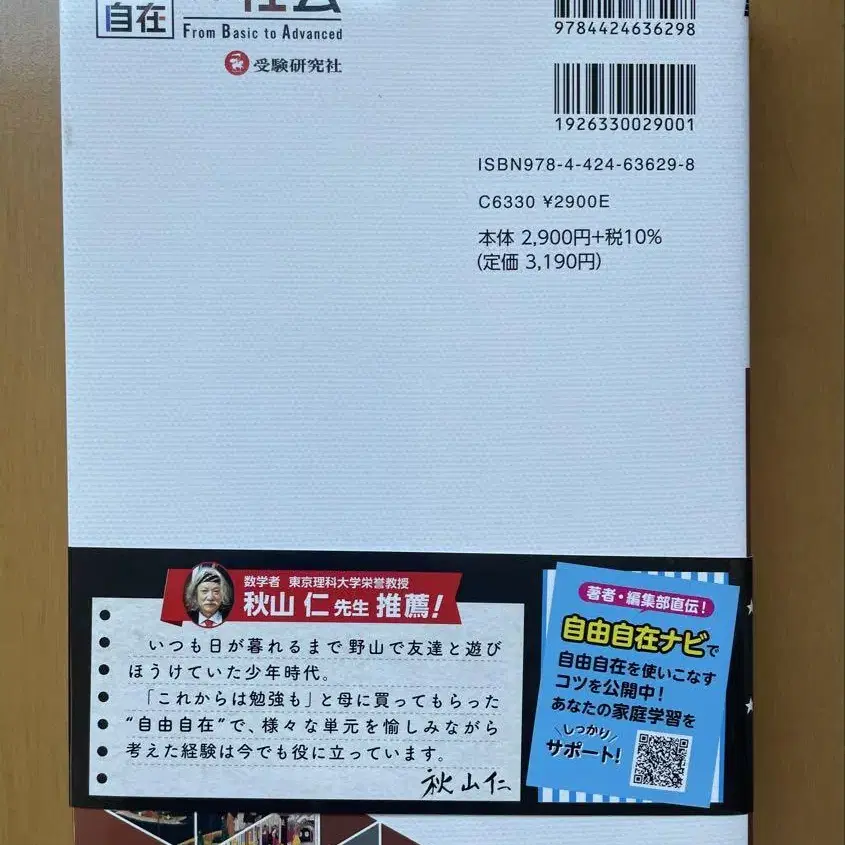 自在
社会
From Basic to Advanced
受験研究社
9784424636298
1926330029001
ISBN978-4-424-63629-8
C6330 ¥2900E
本体 2,900円+税10%
(定価 3,190円)
数学者 東京理科大学栄誉教授
秋山 仁 先生 推薦!
いつも日が暮れるまで野山で友達と遊び
ほうけていた少年時代。
「これからは勉強も」と母に買ってもらった
“自由自在”で、様々な単元を愉しみながら
考えた経験は今でも役に立っています。
秋山仁
著者・編集部直伝!
自由自在ナビで
自由自在を使いこなす
コツを公開中!
あなたの家庭学習を
しっかり
サポート!